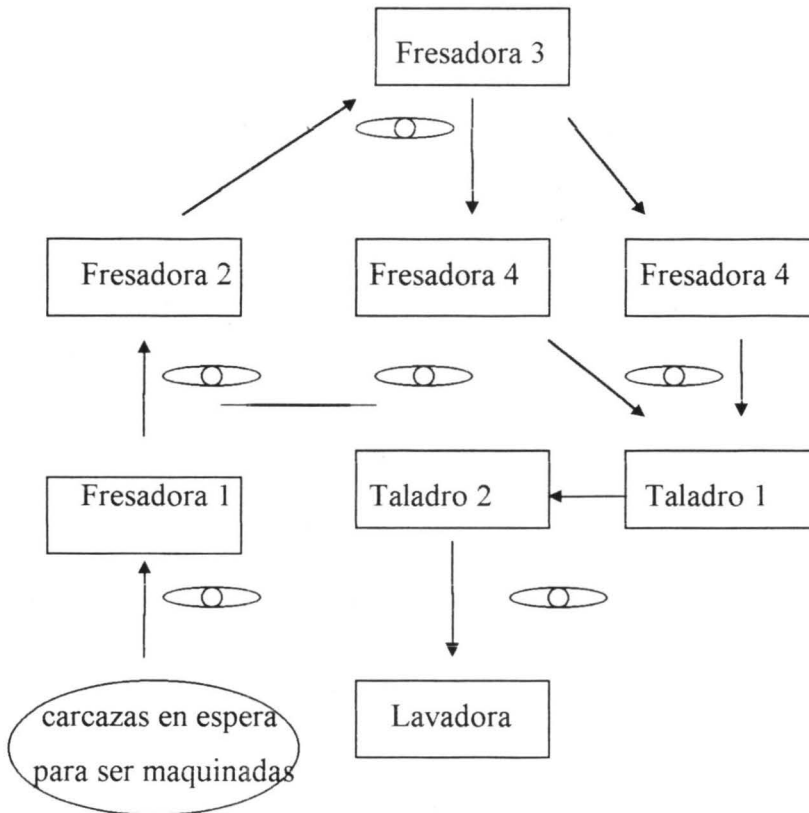 Fresadora 3
Fresadora 2
Fresadora 4
Fresadora 4
Fresadora 1
Taladro 2
Taladro 1
carcazas en espera
para ser maquinadas
Lavadora